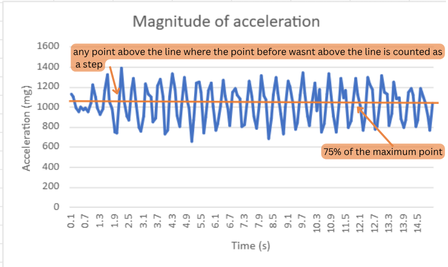 Magnitude of acceleration
any point above the line where the point before wasnt above the line is counted as
a step
75% of the maximum point
Acceleration (mg)
1600
1400
1200
1000
800
600
400
200
0
0.1 0.7 1.3 1.9 2.5 3.1 3.7 4.3 4.9 5.5 6.1 6.7 7.3 7.9 8.5 9.1 9.7 10.3 10.9 11.5 12.1 12.7 13.3 13.9 14.5
Time (s)